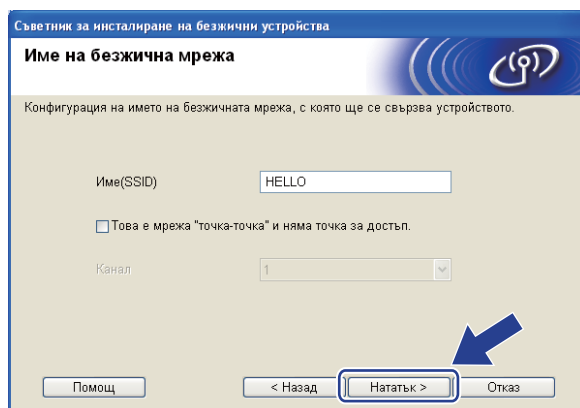 Съветник за инсталиране на безжични устройства
Име на безжична мрежа
Конфигурация на името на безжичната мрежа, с която ще се свързва устройството.
Име(SSID) HELLO
Това е мрежа "точка-точка" и няма точка за достъп.
Канал 1
Помощ < Назад Нататък > Отказ